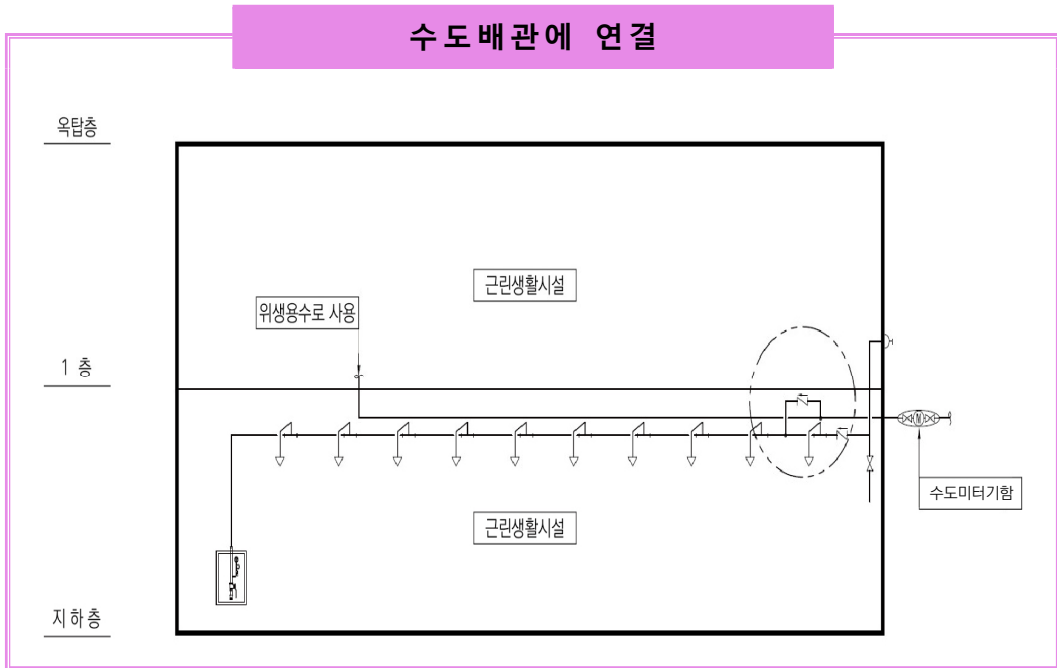 수도배관에 연결
옥탑층
근린생활시설
위생용수로 사용
1 층
M
수도미터기함
근린생활시설
지하층